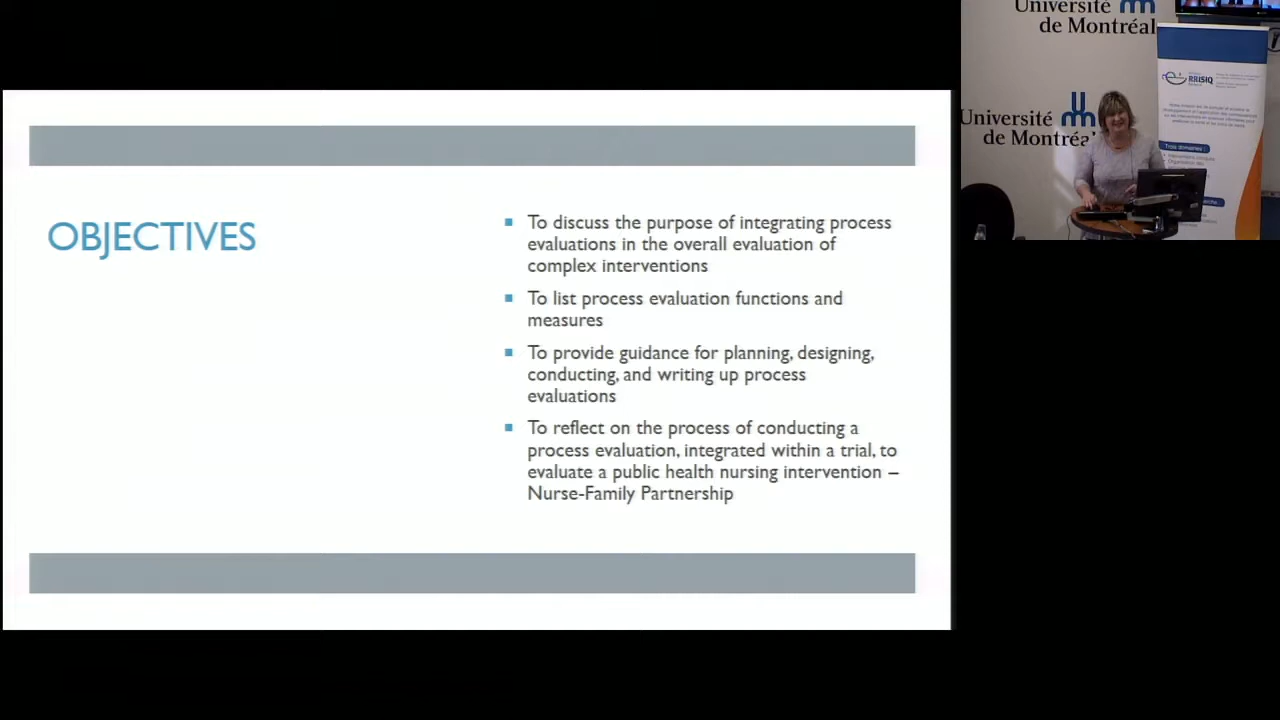 OBJECTIVES
To discuss the purpose of integrating process
evaluations in the overall evaluation of
complex interventions
To list process evaluation functions and
measures
To provide guidance for planning, designing,
conducting, and writing up process
evaluations
To reflect on the process of conducting a
process evaluation, integrated within a trial, to
evaluate a public health nursing intervention –
Nurse-Family Partnership
Université
de Montréal
Université
de Montréal
RRISIQ
Trois domaines :